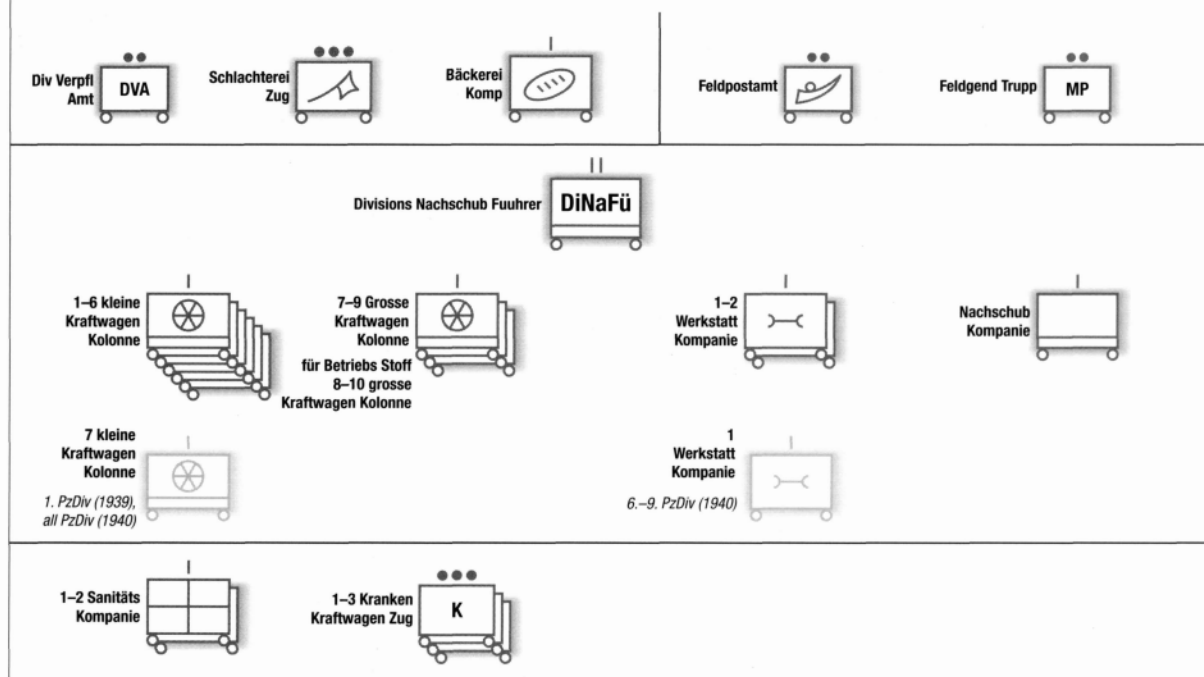 Div Verpfl
Amt
DVA
Schlachterei
Zug
Bäckerei
Komp
Feldpostamt
Feldgend Trupp
MP
Divisions Nachschub Fuuhrer
DiNaFü
1–6 kleine
Kraftwagen
Kolonne
7–9 Grosse
Kraftwagen
Kolonne
für Betriebs Stoff
8–10 grosse
Kraftwagen Kolonne
1–2
Werkstatt
Kompanie
Nachschub
Kompanie
7 kleine
Kraftwagen
Kolonne
1. PzDiv (1939),
all PzDiv (1940)
1
Werkstatt
Kompanie
6.–9. PzDiv (1940)
1–2 Sanitäts
Kompanie
1–3 Kranken
Kraftwagen Zug
K